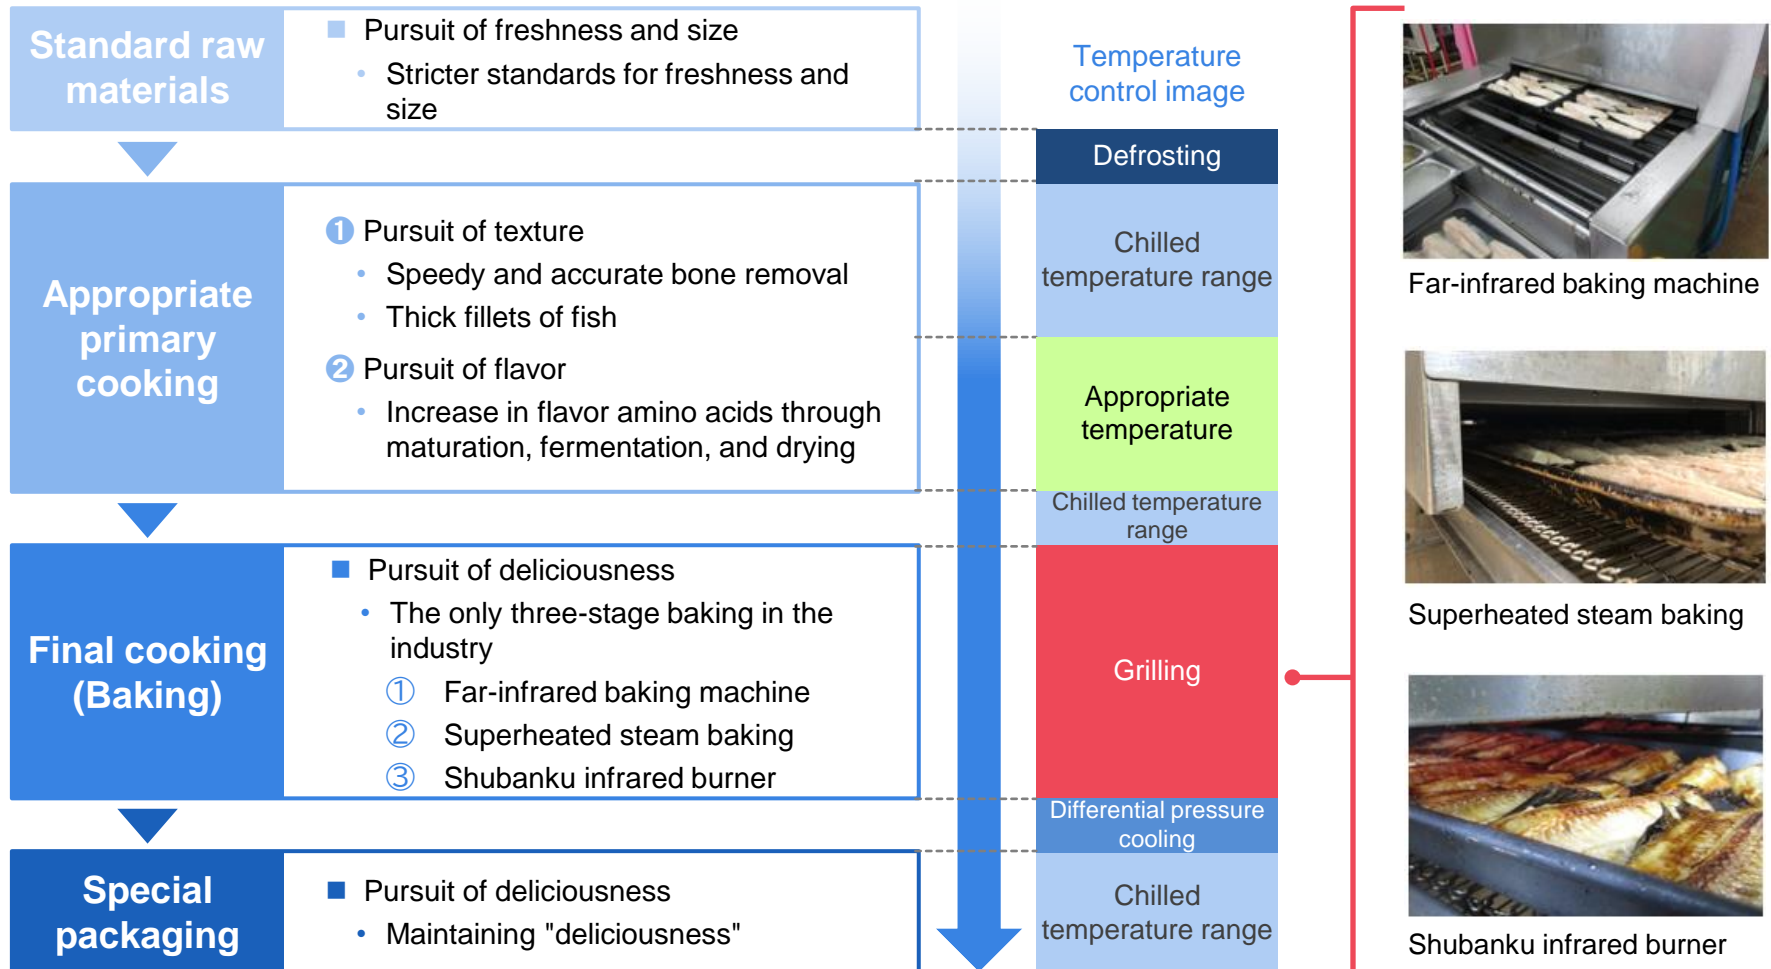 Standard raw
materials
■ Pursuit of freshness and size
• Stricter standards for freshness and
size
Appropriate
primary
cooking
❶ Pursuit of texture
• Speedy and accurate bone removal
• Thick fillets of fish
❷ Pursuit of flavor
• Increase in flavor amino acids through
maturation, fermentation, and drying
Final cooking
(Baking)
■ Pursuit of deliciousness
• The only three-stage baking in the
industry
① Far-infrared baking machine
② Superheated steam baking
③ Shubanku infrared burner
Special
packaging
■ Pursuit of deliciousness
• Maintaining "deliciousness"
Temperature
control image
Defrosting
Chilled
temperature range
Appropriate
temperature
Chilled temperature
range
Grilling
Differential pressure
cooling
Chilled
temperature range
Far-infrared baking machine
Superheated steam baking
Shubanku infrared burner